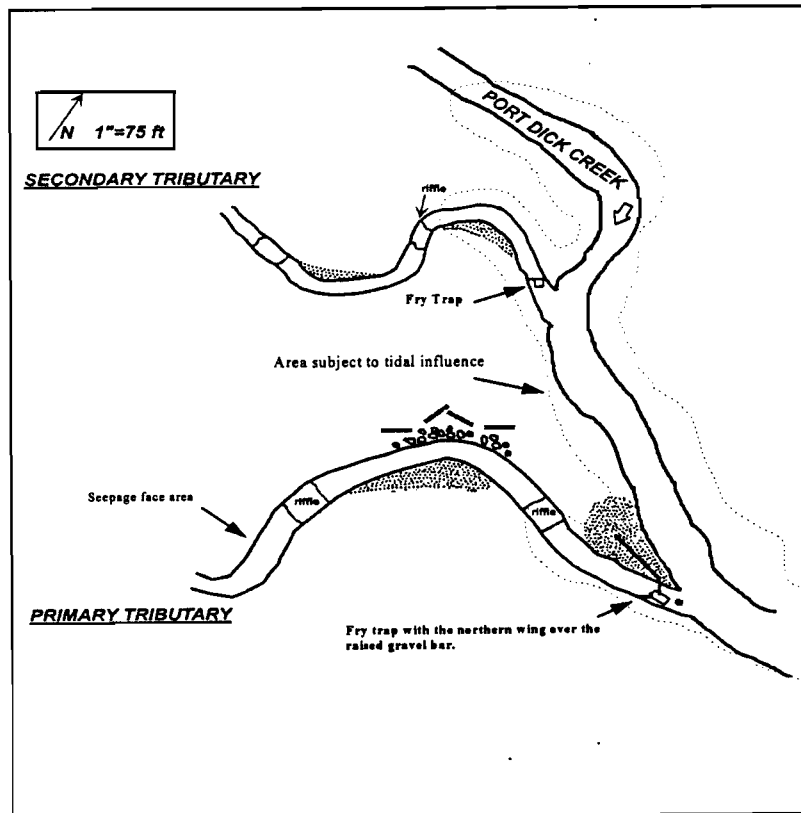 PORT DICK CREEK
N 1"=75 ft
SECONDARY TRIBUTARY
riffle
Fry Trap
Area subject to tidal influence
Seepage face area
riffle
riffle
PRIMARY TRIBUTARY
Fry trap with the northern wing over the
raised gravel bar.